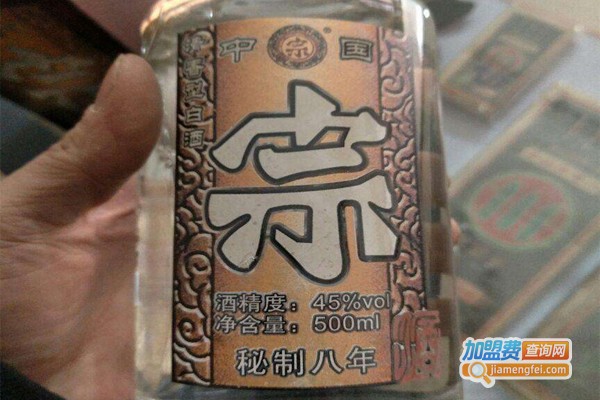 中 宗 国
浓香型白酒
宗
酒精度：45%vol
净含量：500ml
秘制八年
加盟费查询网
jiamengfei.com